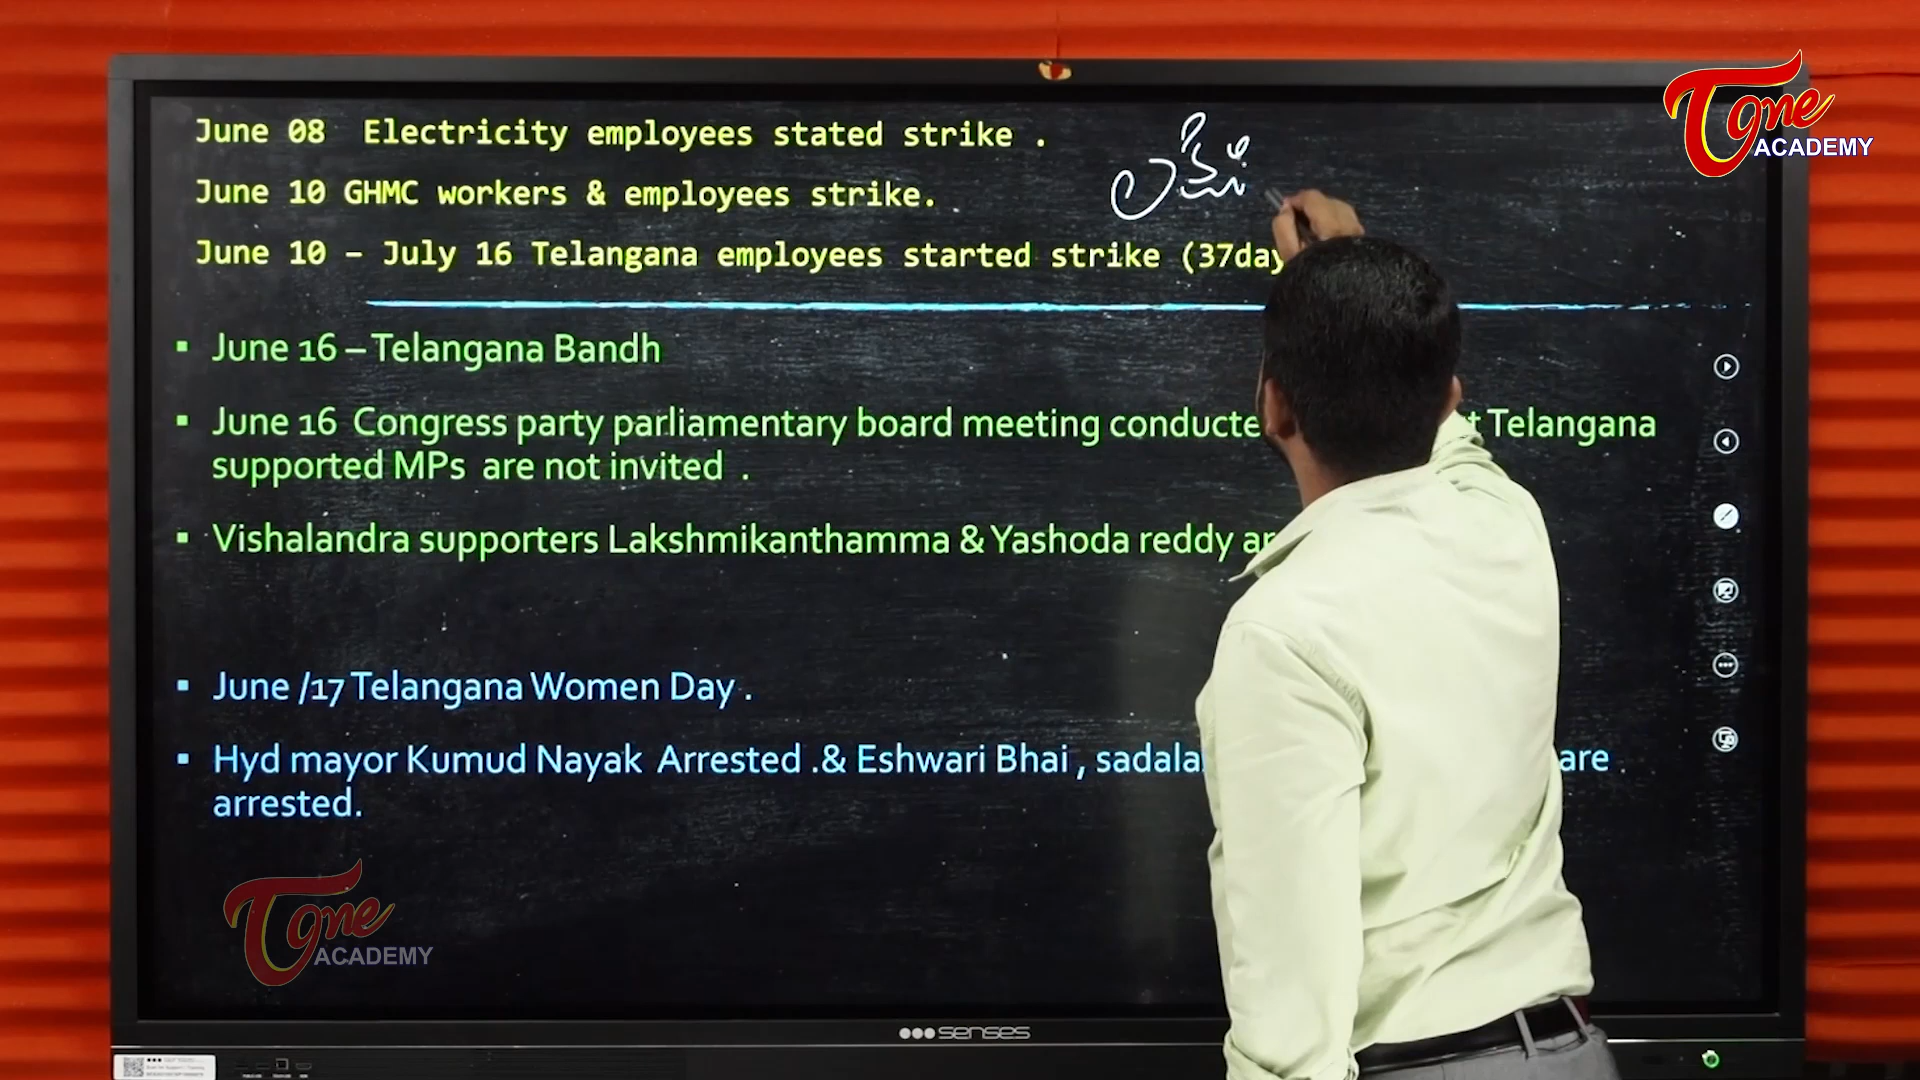 June 08 Electricity employees stated strike .
June 10 GHMC workers & employees strike.
June 10 – July 16 Telangana employees started strike (37day
▪ June 16 – Telangana Bandh
▪ June 16 Congress party parliamentary board meeting conducte Telangana
supported MPs are not invited .
▪ Vishalandra supporters Lakshmikanthamma & Yashoda reddy ar
▪ June /17 Telangana Women Day .
▪ Hyd mayor Kumud Nayak Arrested .& Eshwari Bhai , sadala are
arrested.
Tone ACADEMY
Tone ACADEMY
senses